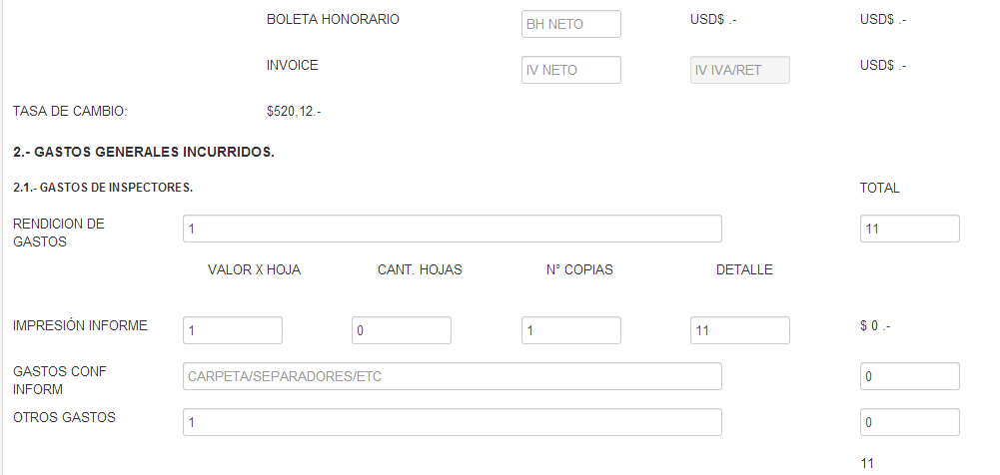 BOLETA HONORARIO BH NETO USD$ .- USD$ .-
INVOICE IV NETO IV IVA/RET USD$ .-
TASA DE CAMBIO: $520,12.-
2.- GASTOS GENERALES INCURRIDOS.
2.1.- GASTOS DE INSPECTORES. TOTAL
RENDICION DE
GASTOS 1 11
VALOR X HOJA CANT. HOJAS N° COPIAS DETALLE
IMPRESIÓN INFORME 1 0 1 11 $ 0 .-
GASTOS CONF
INFORM CARPETA/SEPARADORES/ETC 0
OTROS GASTOS 1 0
11